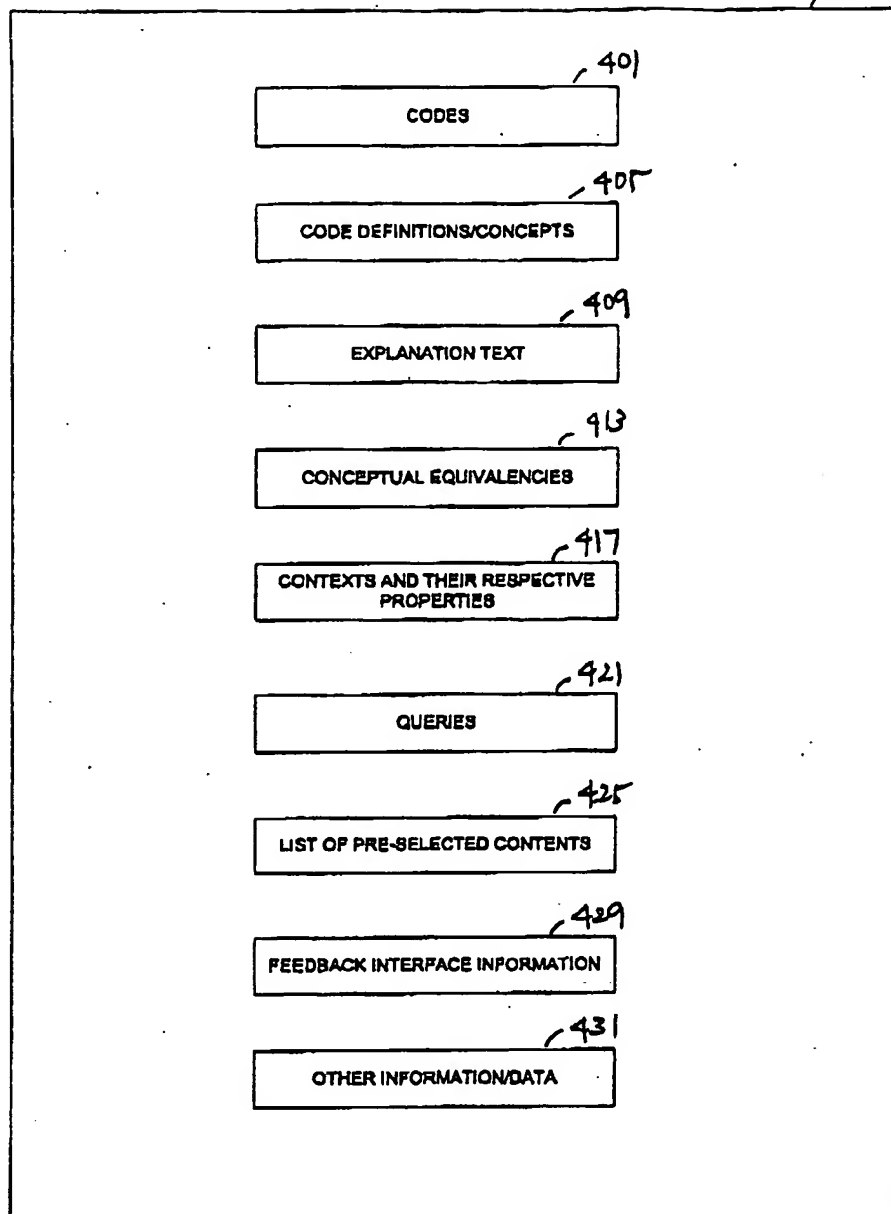 401
CODES
405
CODE DEFINITIONS/CONCEPTS
409
EXPLANATION TEXT
413
CONCEPTUAL EQUIVALENCIES
417
CONTEXTS AND THEIR RESPECTIVE
PROPERTIES
421
QUERIES
425
LIST OF PRE-SELECTED CONTENTS
429
FEEDBACK INTERFACE INFORMATION
431
OTHER INFORMATION/DATA